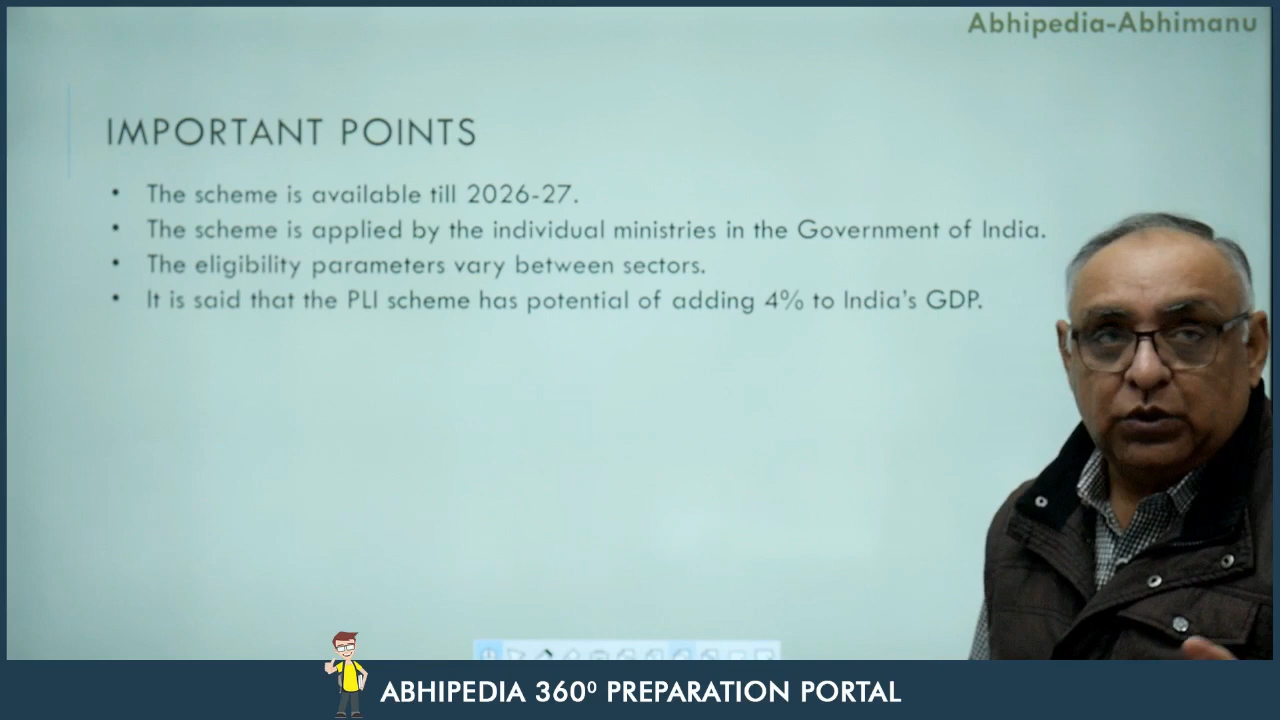 Abhipedia-Abhimanu
IMPORTANT POINTS
• The scheme is available till 2026-27.
• The scheme is applied by the individual ministries in the Government of India.
• The eligibility parameters vary between sectors.
• It is said that the PLI scheme has potential of adding 4% to India's GDP.
ABHIPEDIA 360⁰ PREPARATION PORTAL